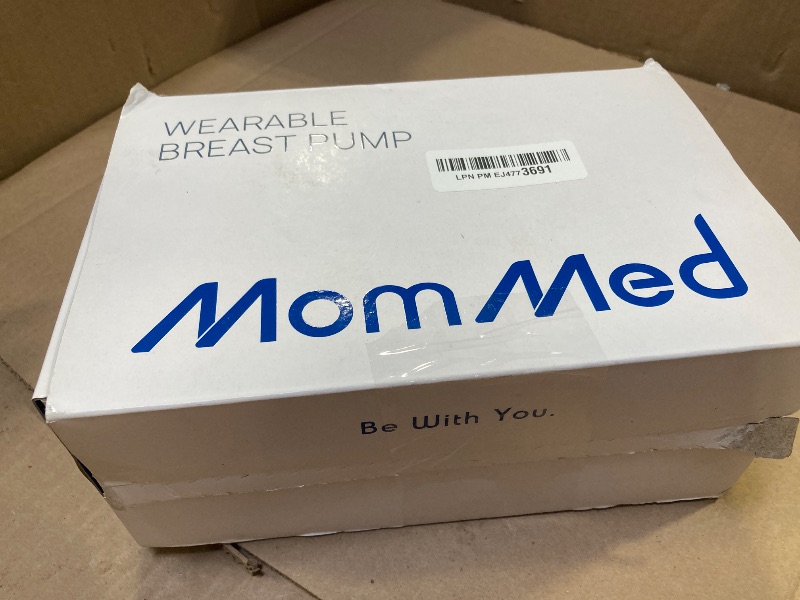 WEARABLE
BREAST PUMP
LPN PM EJ4773691
MomMed
Be With You.